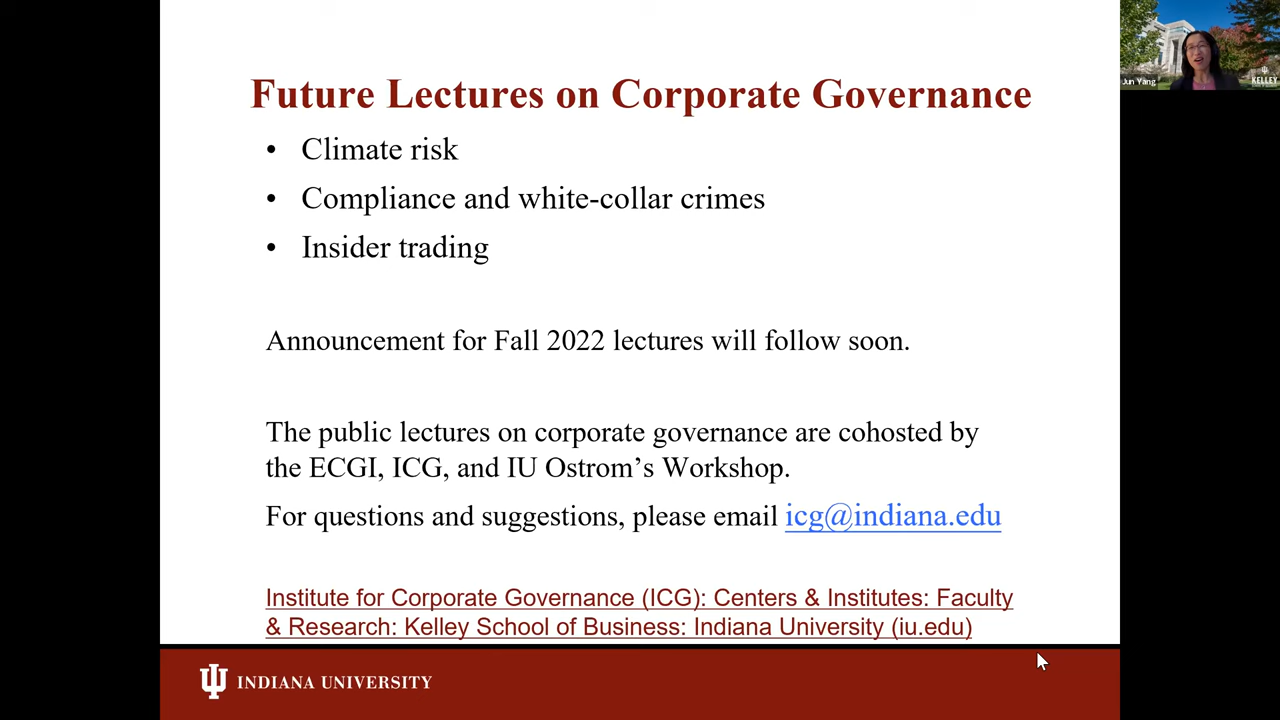 Future Lectures on Corporate Governance
• Climate risk
• Compliance and white-collar crimes
• Insider trading
Announcement for Fall 2022 lectures will follow soon.
The public lectures on corporate governance are cohosted by
the ECGI, ICG, and IU Ostrom’s Workshop.
For questions and suggestions, please email icg@indiana.edu
Institute for Corporate Governance (ICG): Centers & Institutes: Faculty
& Research: Kelley School of Business: Indiana University (iu.edu)
INDIANA UNIVERSITY
Jun Yang
KELLEY